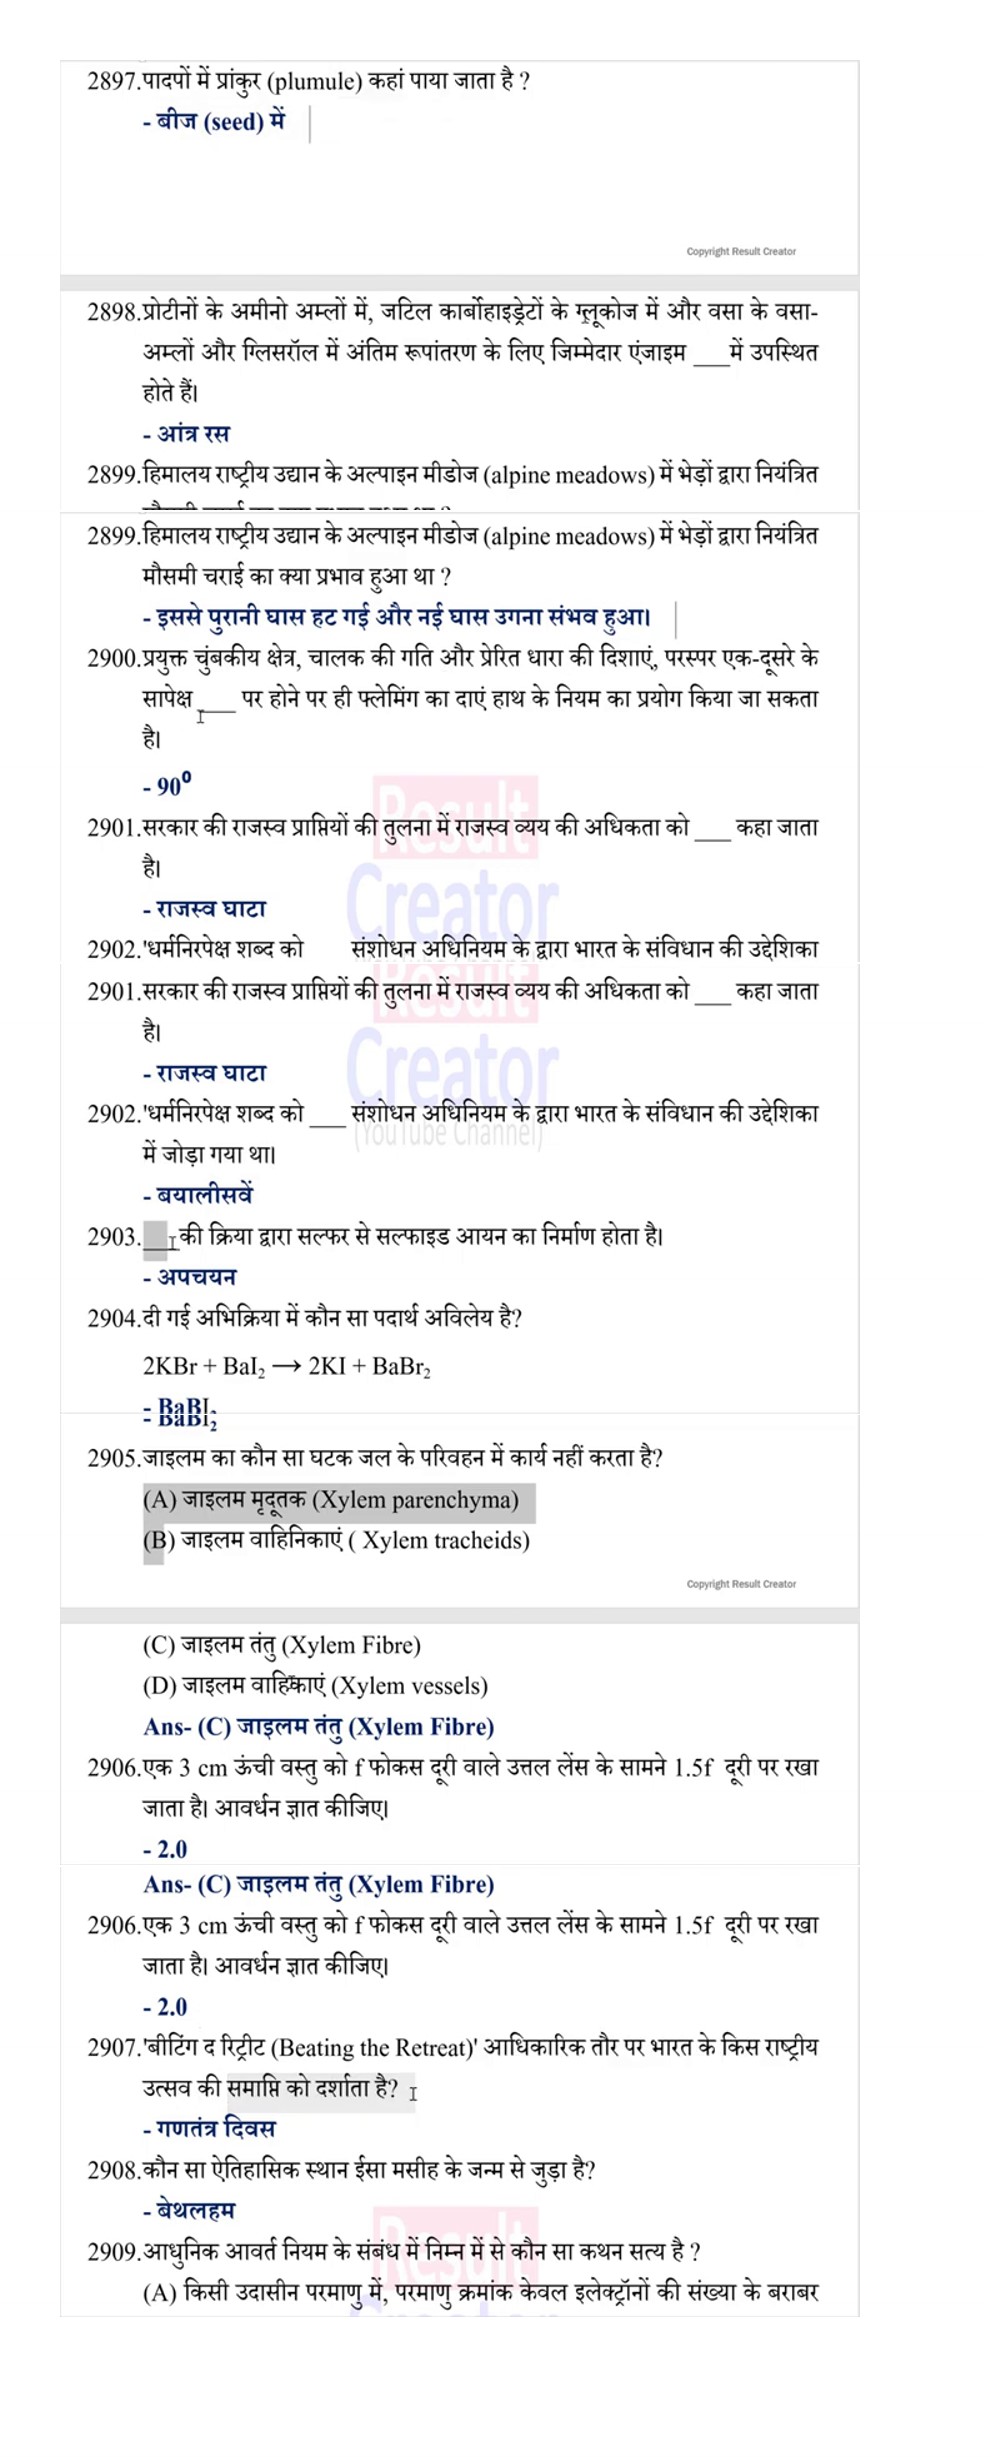 2897.पादपों में प्रांकुर (plumule) कहां पाया जाता है ?
- बीज (seed) में
Copyright Result Creator
2898.प्रोटीनों के अमीनो अम्लों में, जटिल कार्बोहाइड्रेटों के ग्लूकोज में और वसा के वसा-
अम्लों और ग्लिसरॉल में अंतिम रूपांतरण के लिए जिम्मेदार एंजाइम ___में उपस्थित
होते हैं।
- आंत्र रस
2899.हिमालय राष्ट्रीय उद्यान के अल्पाइन मीडोज (alpine meadows) में भेड़ों द्वारा नियंत्रित
2899.हिमालय राष्ट्रीय उद्यान के अल्पाइन मीडोज (alpine meadows) में भेड़ों द्वारा नियंत्रित
मौसमी चराई का क्या प्रभाव हुआ था ?
- इससे पुरानी घास हट गई और नई घास उगना संभव हुआ।
2900.प्रयुक्त चुंबकीय क्षेत्र, चालक की गति और प्रेरित धारा की दिशाएं, परस्पर एक-दूसरे के
सापेक्ष ___ पर होने पर ही फ्लेमिंग का दाएं हाथ के नियम का प्रयोग किया जा सकता
है।
- 90⁰
Result
2901.सरकार की राजस्व प्राप्तियों की तुलना में राजस्व व्यय की अधिकता को ___ कहा जाता
है।
Creator
- राजस्व घाटा
2902.'धर्मनिरपेक्ष शब्द को संशोधन अधिनियम के द्वारा भारत के संविधान की उद्देशिका
Result
2901.सरकार की राजस्व प्राप्तियों की तुलना में राजस्व व्यय की अधिकता को ___ कहा जाता
है।
Creator
- राजस्व घाटा
2902.'धर्मनिरपेक्ष शब्द को ___ संशोधन अधिनियम के द्वारा भारत के संविधान की उद्देशिका
(YouTube Channel)
में जोड़ा गया था।
- बयालीसवें
2903.___की क्रिया द्वारा सल्फर से सल्फाइड आयन का निर्माण होता है।
- अपचयन
2904.दी गई अभिक्रिया में कौन सा पदार्थ अविलेय है?
2KBr + BaI₂ → 2KI + BaBr₂
- BaBI₂
2905.जाइलम का कौन सा घटक जल के परिवहन में कार्य नहीं करता है?
(A) जाइलम मृदूतक (Xylem parenchyma)
(B) जाइलम वाहिनिकाएं ( Xylem tracheids)
Copyright Result Creator
(C) जाइलम तंतु (Xylem Fibre)
(D) जाइलम वाहिकाएं (Xylem vessels)
Ans- (C) जाइलम तंतु (Xylem Fibre)
2906.एक 3 cm ऊंची वस्तु को f फोकस दूरी वाले उत्तल लेंस के सामने 1.5f दूरी पर रखा
जाता है। आवर्धन ज्ञात कीजिए।
- 2.0
Ans- (C) जाइलम तंतु (Xylem Fibre)
2906.एक 3 cm ऊंची वस्तु को f फोकस दूरी वाले उत्तल लेंस के सामने 1.5f दूरी पर रखा
जाता है। आवर्धन ज्ञात कीजिए।
- 2.0
2907.'बीटिंग द रिट्रीट (Beating the Retreat)' आधिकारिक तौर पर भारत के किस राष्ट्रीय
उत्सव की समाप्ति को दर्शाता है?
- गणतंत्र दिवस
2908.कौन सा ऐतिहासिक स्थान ईसा मसीह के जन्म से जुड़ा है?
- बेथलहम
Result
2909.आधुनिक आवर्त नियम के संबंध में निम्न में से कौन सा कथन सत्य है ?
(A) किसी उदासीन परमाणु में, परमाणु क्रमांक केवल इलेक्ट्रॉनों की संख्या के बराबर